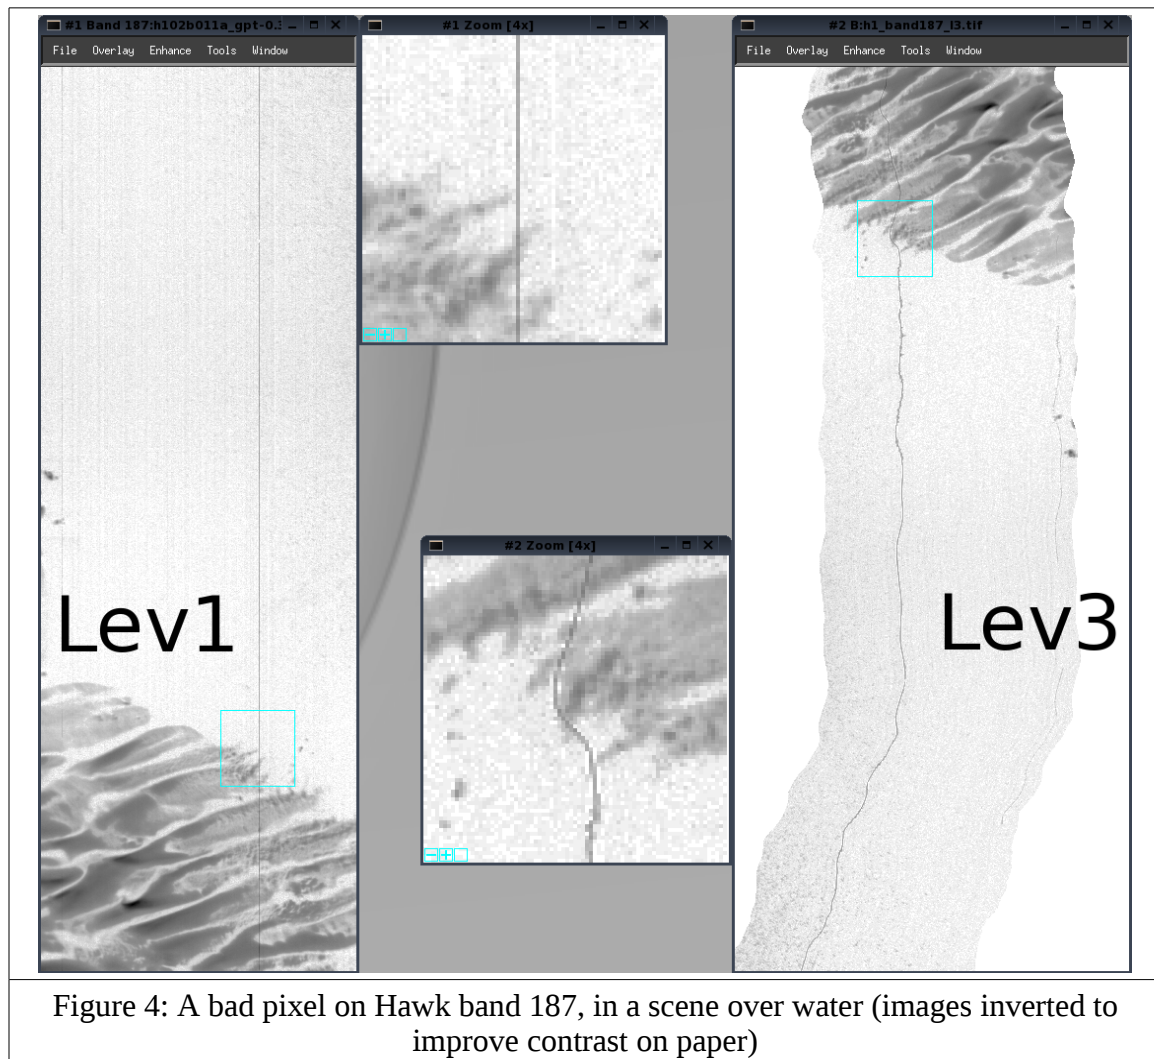 #1 Band 187:h102b011a_gpt-0.
File Overlay Enhance Tools Window
#1 Zoom [4x]
#2 B:h1_band187_l3.tif
File Overlay Enhance Tools Window
#2 Zoom [4x]
Lev1
Lev3
Figure 4: A bad pixel on Hawk band 187, in a scene over water (images inverted to
improve contrast on paper)